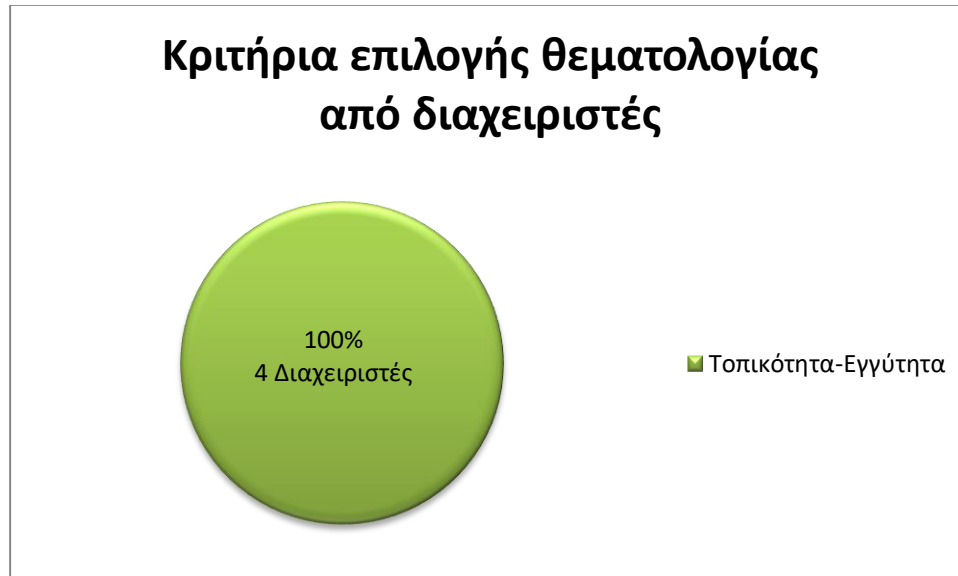 Κριτήρια επιλογής θεματολογίας
από διαχειριστές
100%
4 Διαχειριστές
Τοπικότητα-Εγγύτητα